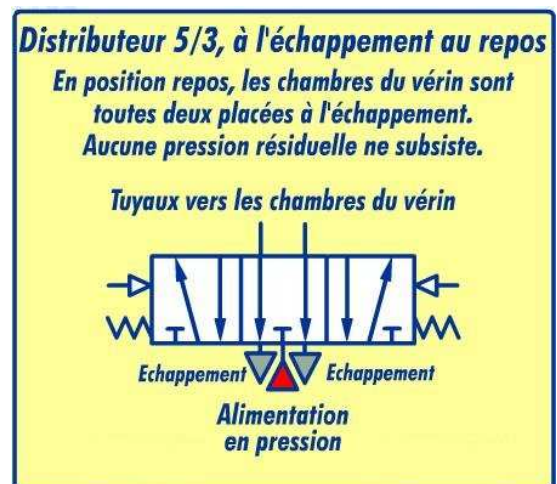 Distributeur 5/3, à l'échappement au repos
En position repos, les chambres du vérin sont
toutes deux placées à l'échappement.
Aucune pression résiduelle ne subsiste.
Tuyaux vers les chambres du vérin
Echappement Echappement
Alimentation
en pression